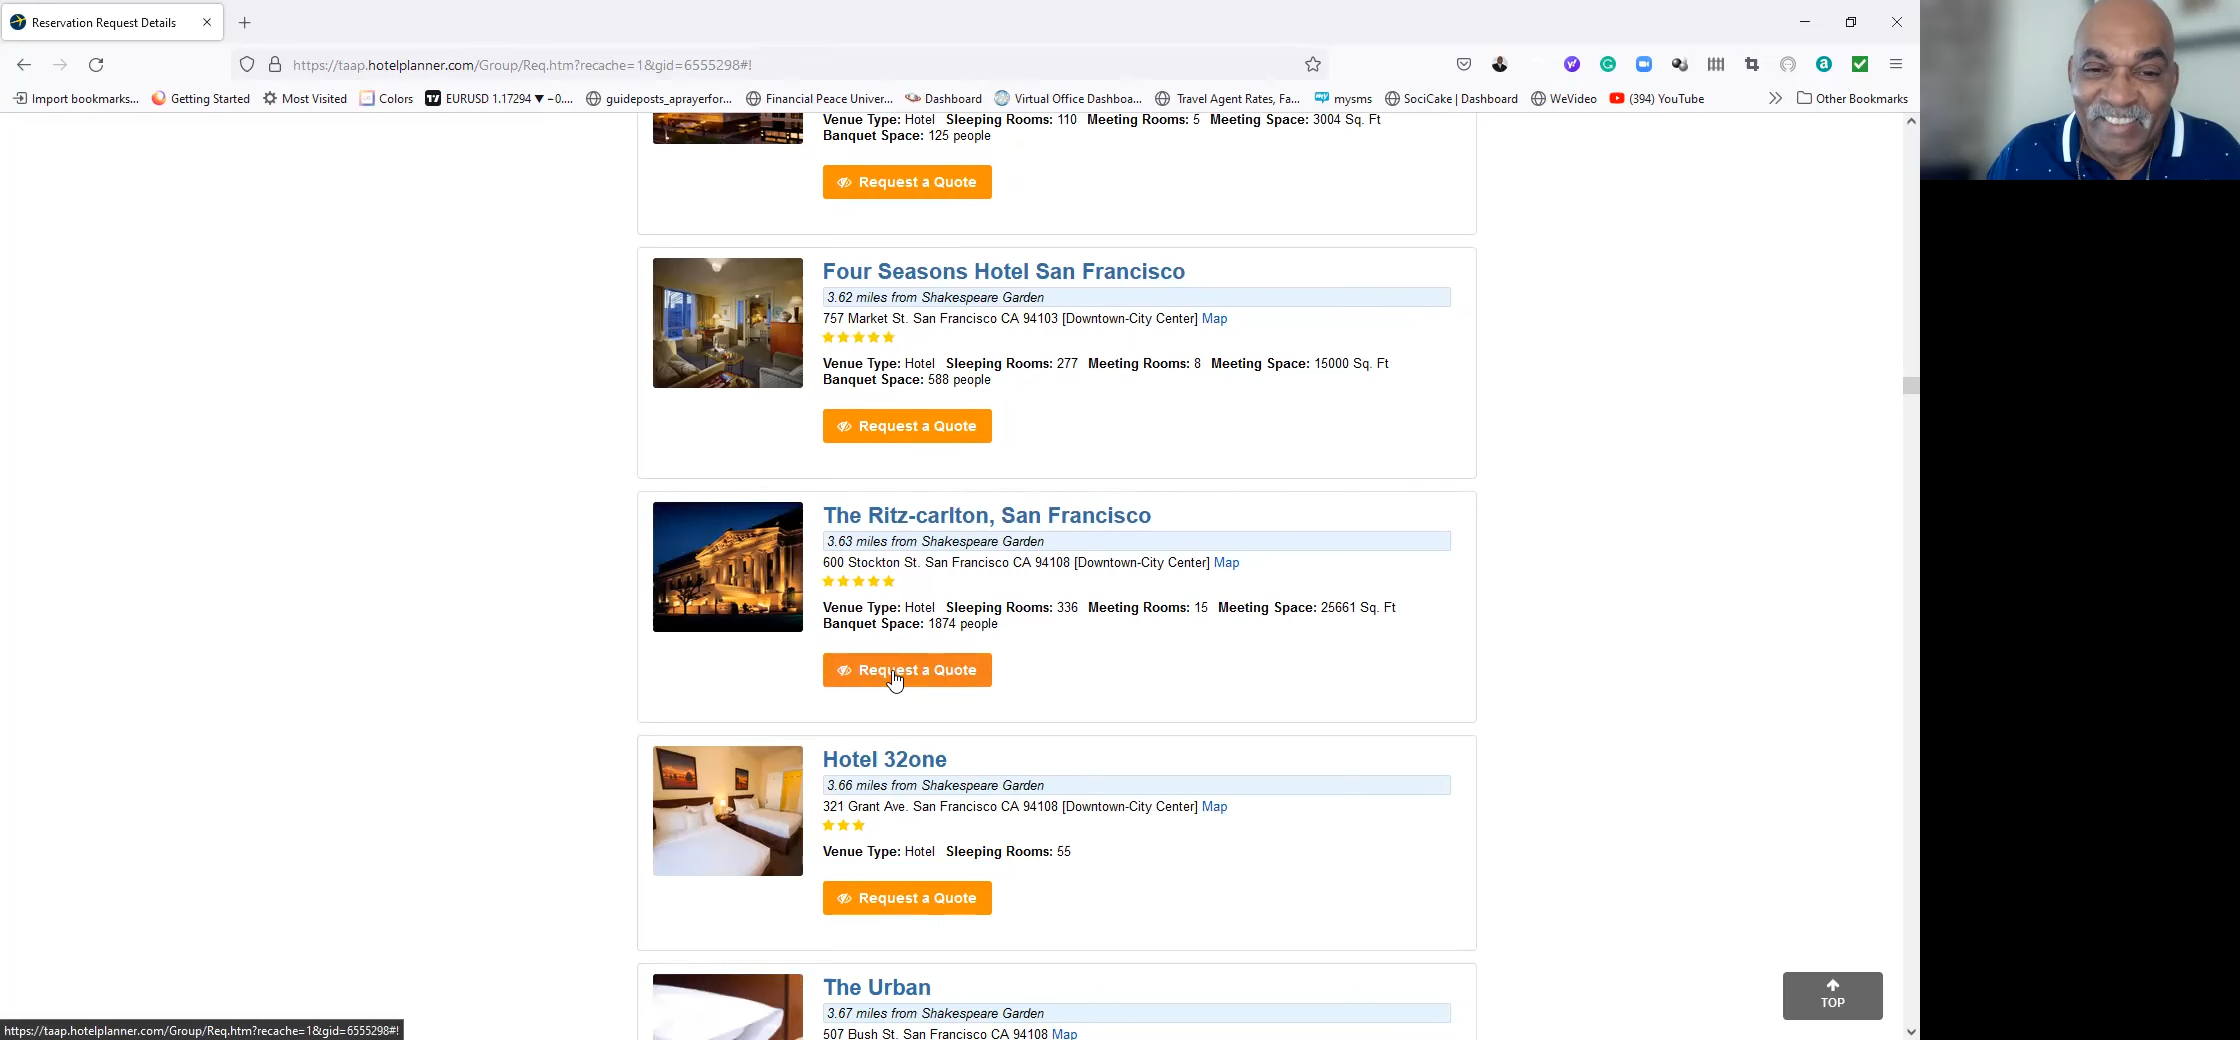 Reservation Request Details
https://taap.hotelplanner.com/Group/Req.htm?recache=1&gid=6555298#!
Import bookmarks... Getting Started Most Visited Colors EURUSD 1.17294 ▼ −0.... guideposts_aprayerfor... Financial Peace Univer... Dashboard Virtual Office Dashboa... Travel Agent Rates, Fa... mysms SociCake | Dashboard WeVideo (394) YouTube Other Bookmarks
Venue Type: Hotel Sleeping Rooms: 110 Meeting Rooms: 5 Meeting Space: 3004 Sq. Ft
Banquet Space: 125 people
Request a Quote
Four Seasons Hotel San Francisco
3.62 miles from Shakespeare Garden
757 Market St. San Francisco CA 94103 [Downtown-City Center] Map
Venue Type: Hotel Sleeping Rooms: 277 Meeting Rooms: 8 Meeting Space: 15000 Sq. Ft
Banquet Space: 588 people
Request a Quote
The Ritz-carlton, San Francisco
3.63 miles from Shakespeare Garden
600 Stockton St. San Francisco CA 94108 [Downtown-City Center] Map
Venue Type: Hotel Sleeping Rooms: 336 Meeting Rooms: 15 Meeting Space: 25661 Sq. Ft
Banquet Space: 1874 people
Request a Quote
Hotel 32one
3.66 miles from Shakespeare Garden
321 Grant Ave. San Francisco CA 94108 [Downtown-City Center] Map
Venue Type: Hotel Sleeping Rooms: 55
Request a Quote
The Urban
3.67 miles from Shakespeare Garden
507 Bush St. San Francisco CA 94108 Map
TOP
https://taap.hotelplanner.com/Group/Req.htm?recache=1&gid=6555298#!